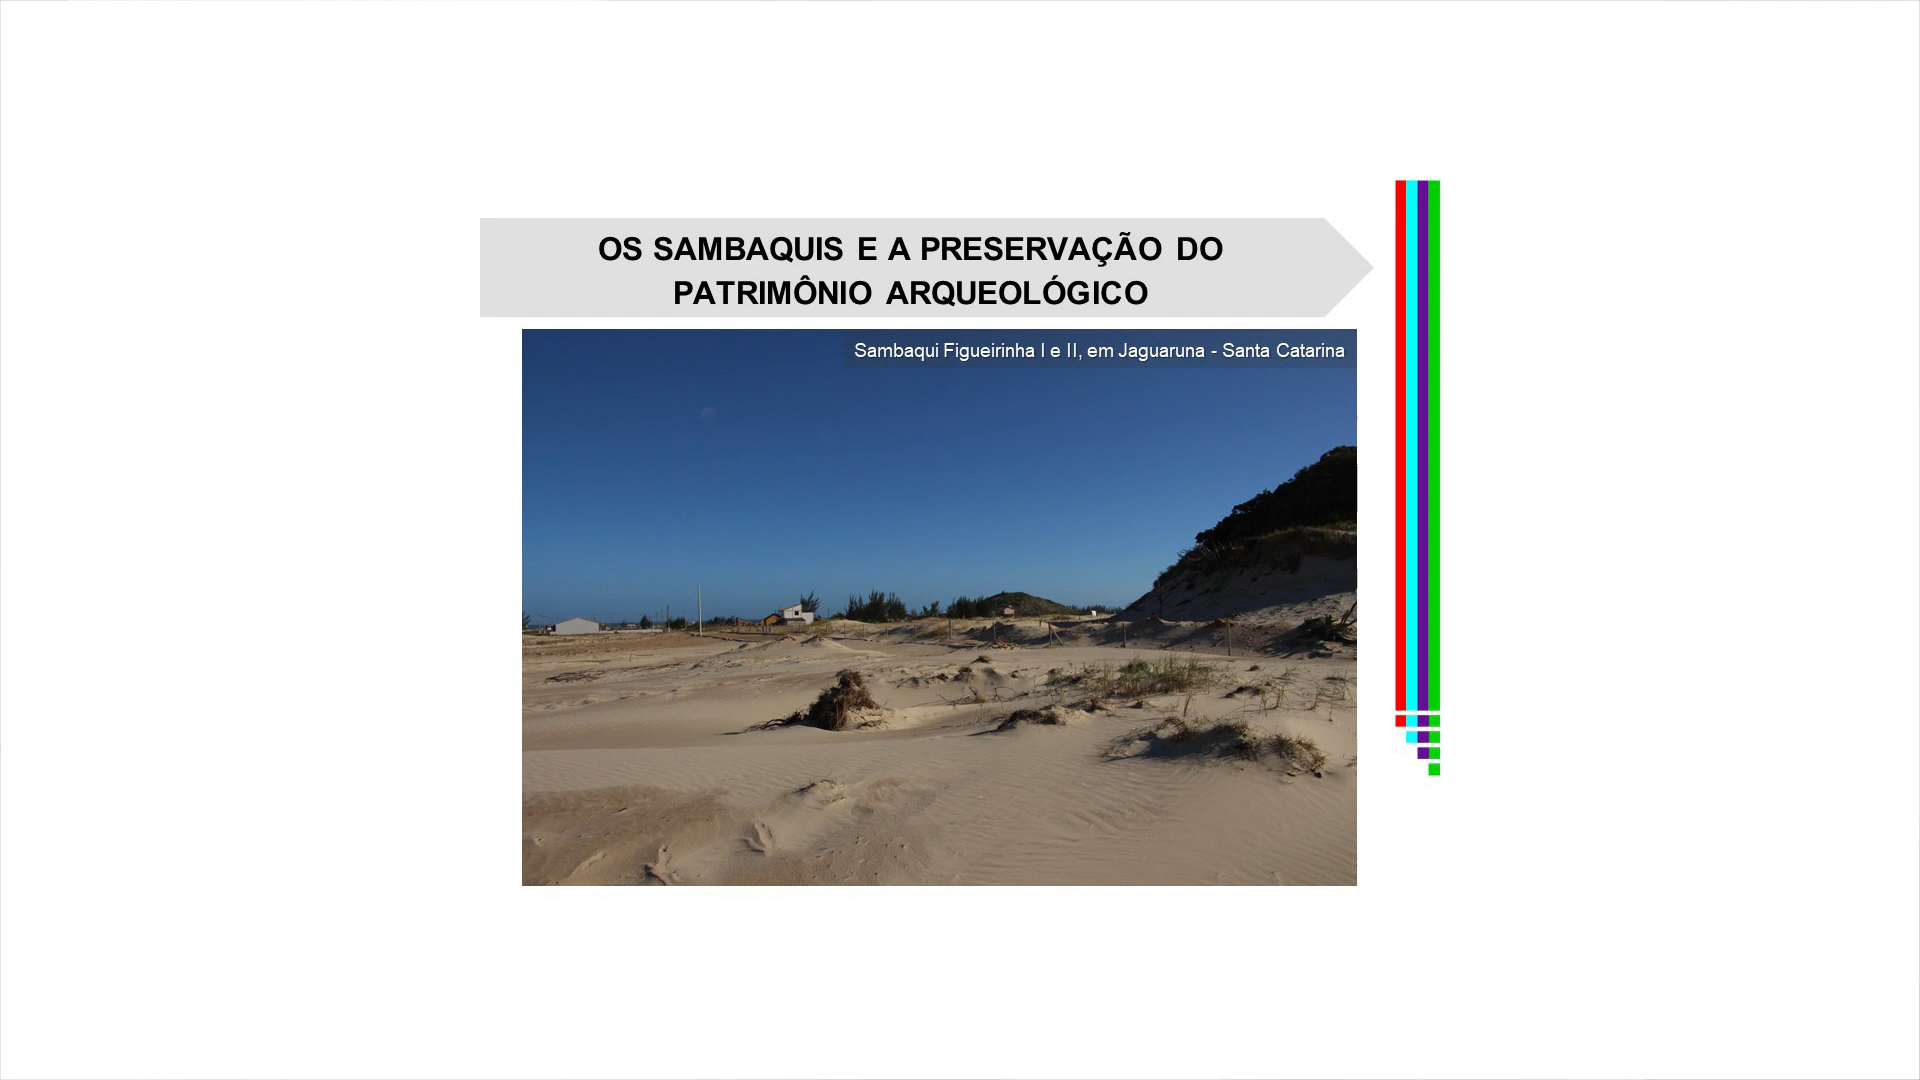 OS SAMBAQUIS E A PRESERVAÇÃO DO
PATRIMÔNIO ARQUEOLÓGICO
Sambaqui Figueirinha I e II, em Jaguaruna - Santa Catarina